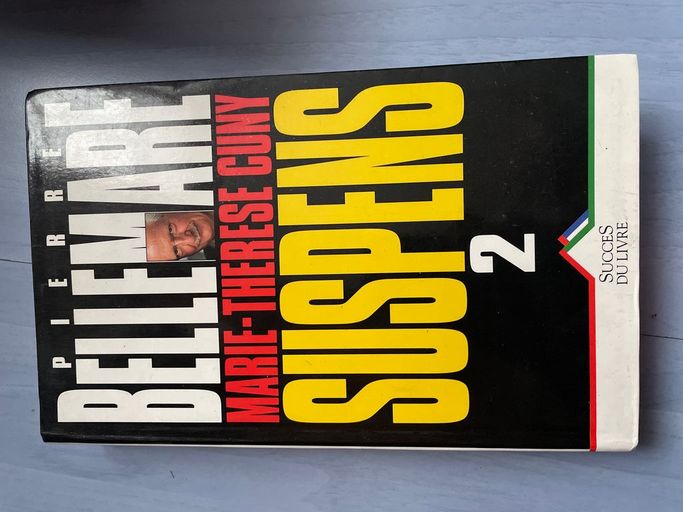 PIERRE
BELLEMARE
MARIE-THERESE CUNY
SUSPENS
2
SUCCES
DU LIVRE